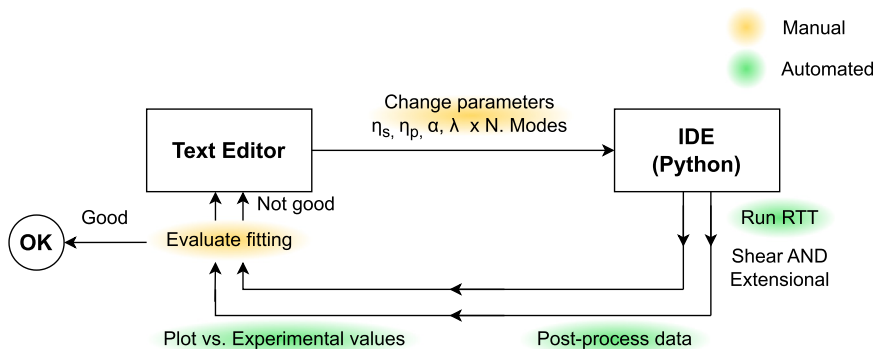 Manual
Automated
Change parameters
ηs, ηp, α, λ x N. Modes
Text Editor
IDE
(Python)
Not good
Good
Run RTT
OK
Evaluate fitting
Shear AND
Extensional
Plot vs. Experimental values
Post-process data